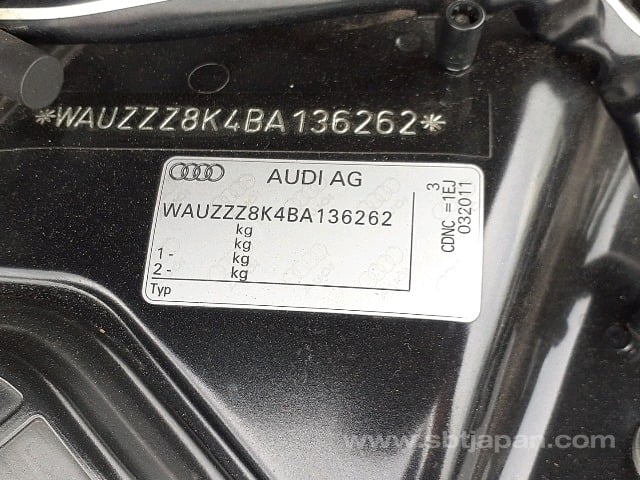 *WAUZZZ8K4BA136262*
AUDI AG
WAUZZZ8K4BA136262
kg
kg
1 - kg
2 - kg
Typ
3
CDNC =1EJ
032011
www.sbtjapan.com